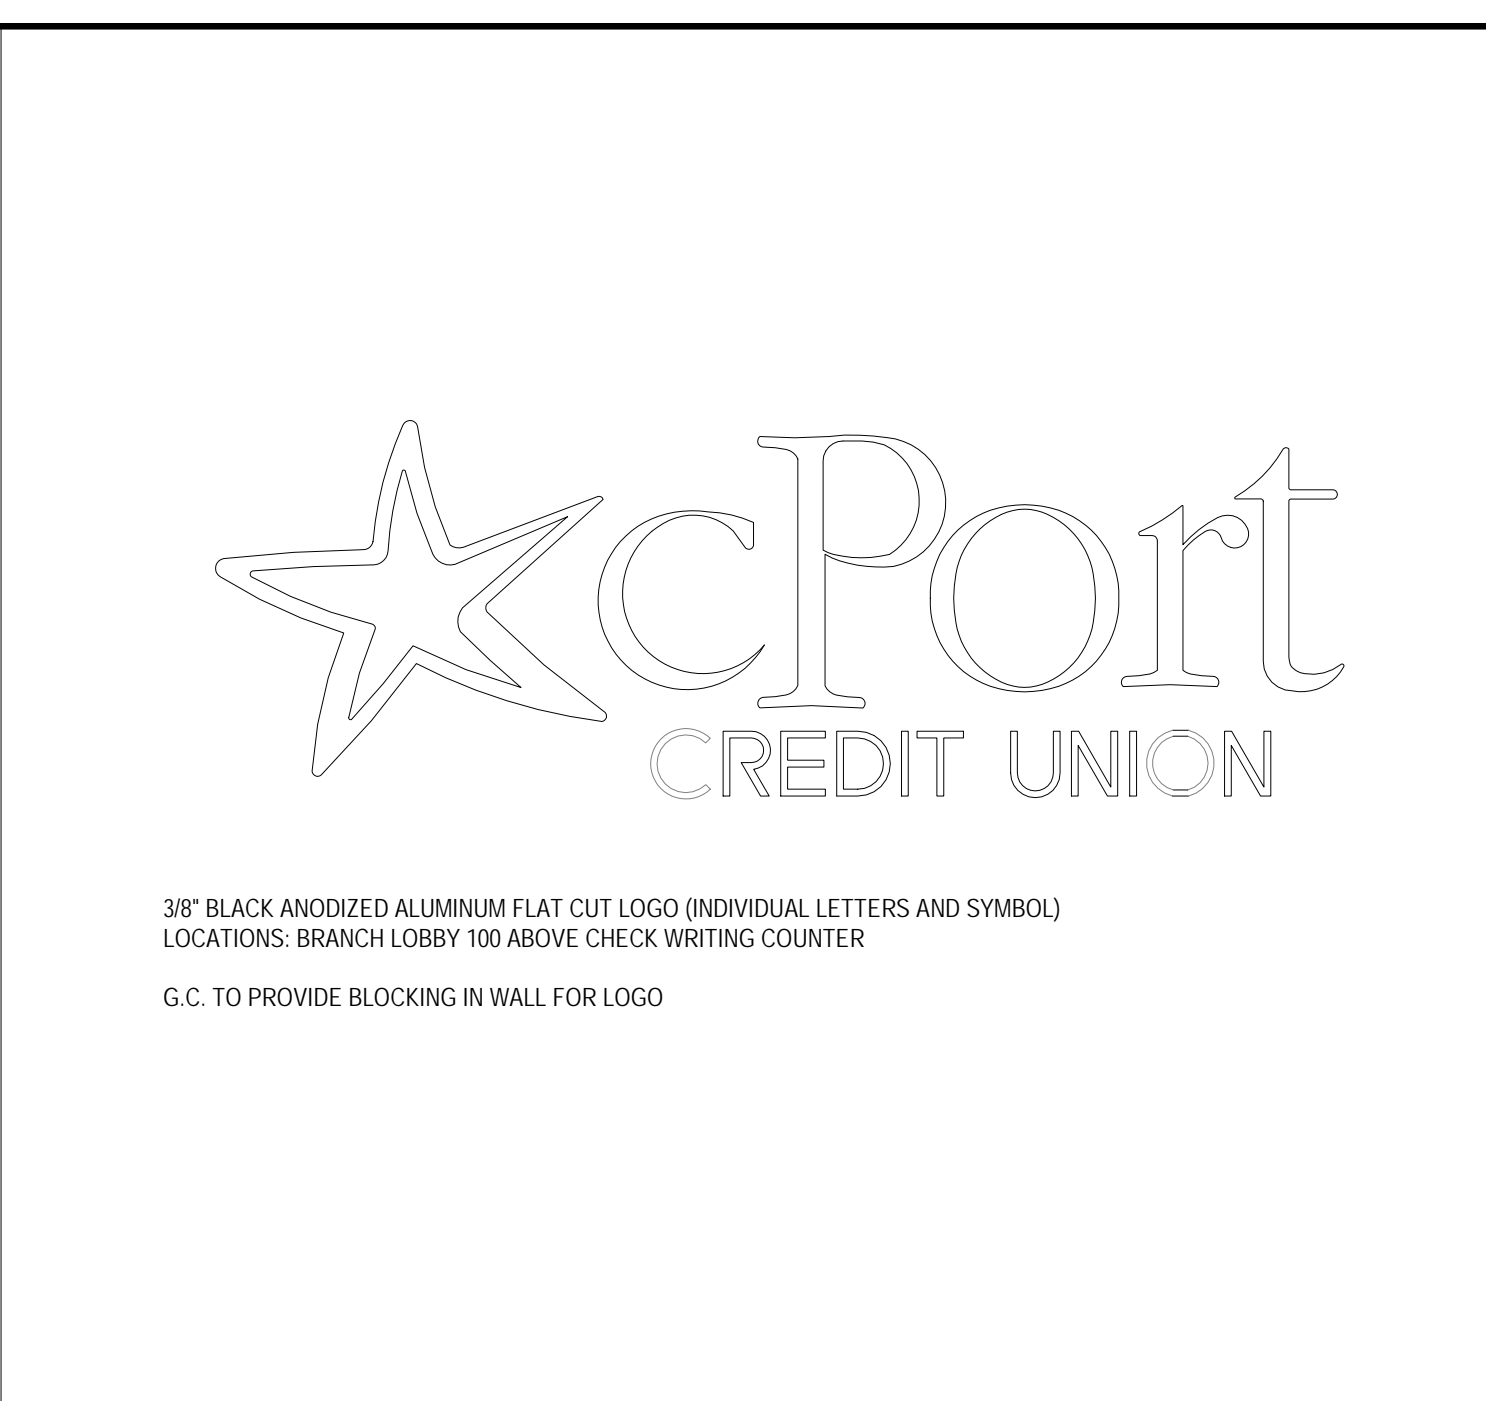 cPort
CREDIT UNION
3/8" BLACK ANODIZED ALUMINUM FLAT CUT LOGO (INDIVIDUAL LETTERS AND SYMBOL)
LOCATIONS: BRANCH LOBBY 100 ABOVE CHECK WRITING COUNTER
G.C. TO PROVIDE BLOCKING IN WALL FOR LOGO